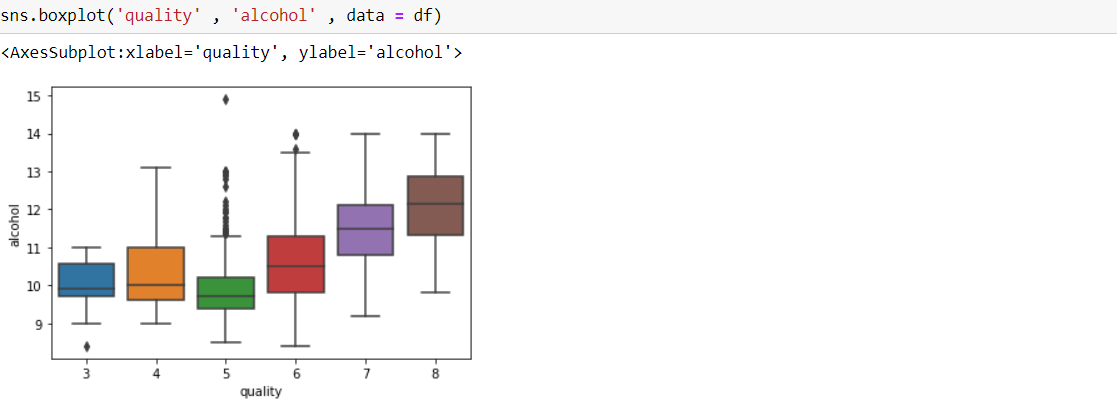 sns.boxplot('quality' , 'alcohol' , data = df)
<AxesSubplot:xlabel='quality', ylabel='alcohol'>
15
14
13
12
11
10
9
alcohol
3 4 5 6 7 8
quality